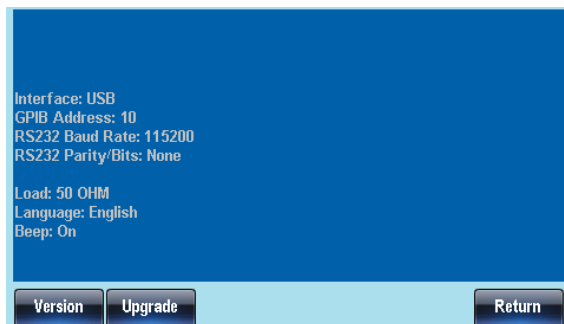 Interface: USB
GPIB Address: 10
RS232 Baud Rate: 115200
RS232 Parity/Bits: None
Load: 50 OHM
Language: English
Beep: On
Version Upgrade Return